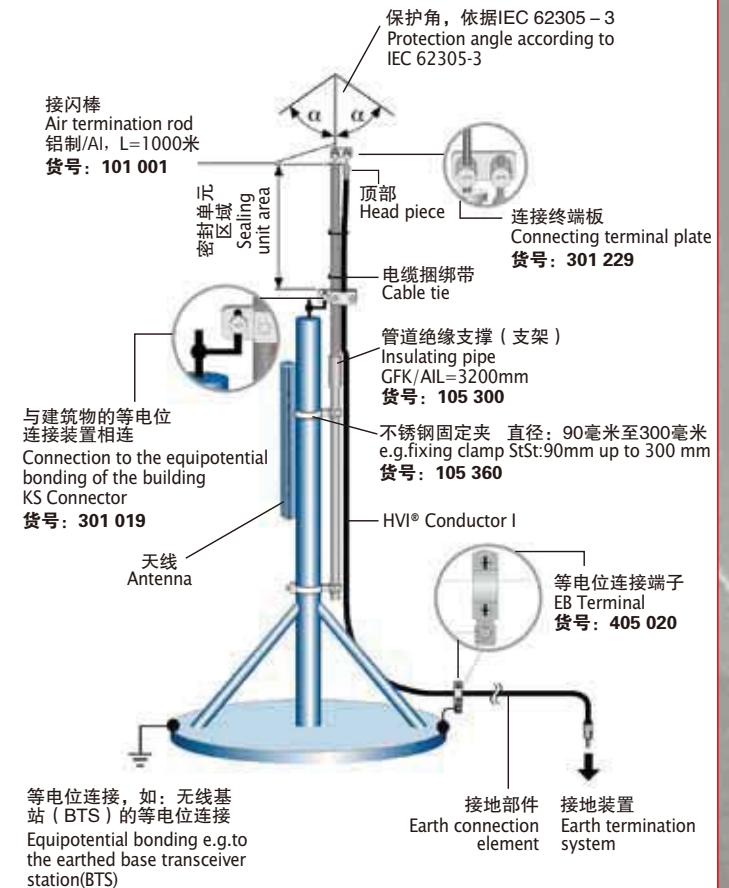 保护角，依据IEC 62305 – 3
Protection angle according to
IEC 62305-3
α
α
接闪棒
Air termination rod
铝制/Al，L=1000米
货号：101 001
密封单元
区域
Sealing
unit area
顶部
Head piece
连接终端板
Connecting terminal plate
货号：301 229
电缆捆绑带
Cable tie
管道绝缘支撑（支架）
Insulating pipe
GFK/AlL=3200mm
货号：105 300
与建筑物的等电位
连接装置相连
Connection to the equipotential
bonding of the building
KS Connector
货号：301 019
不锈钢固定夹 直径：90毫米至300毫米
e.g.fixing clamp StSt:90mm up to 300 mm
货号：105 360
HVI® Conductor I
天线
Antenna
等电位连接端子
EB Terminal
货号：405 020
等电位连接，如：无线基
站（BTS）的等电位连接
Equipotential bonding e.g.to
the earthed base transceiver
station(BTS)
接地部件
Earth connection
element
接地装置
Earth termination
system